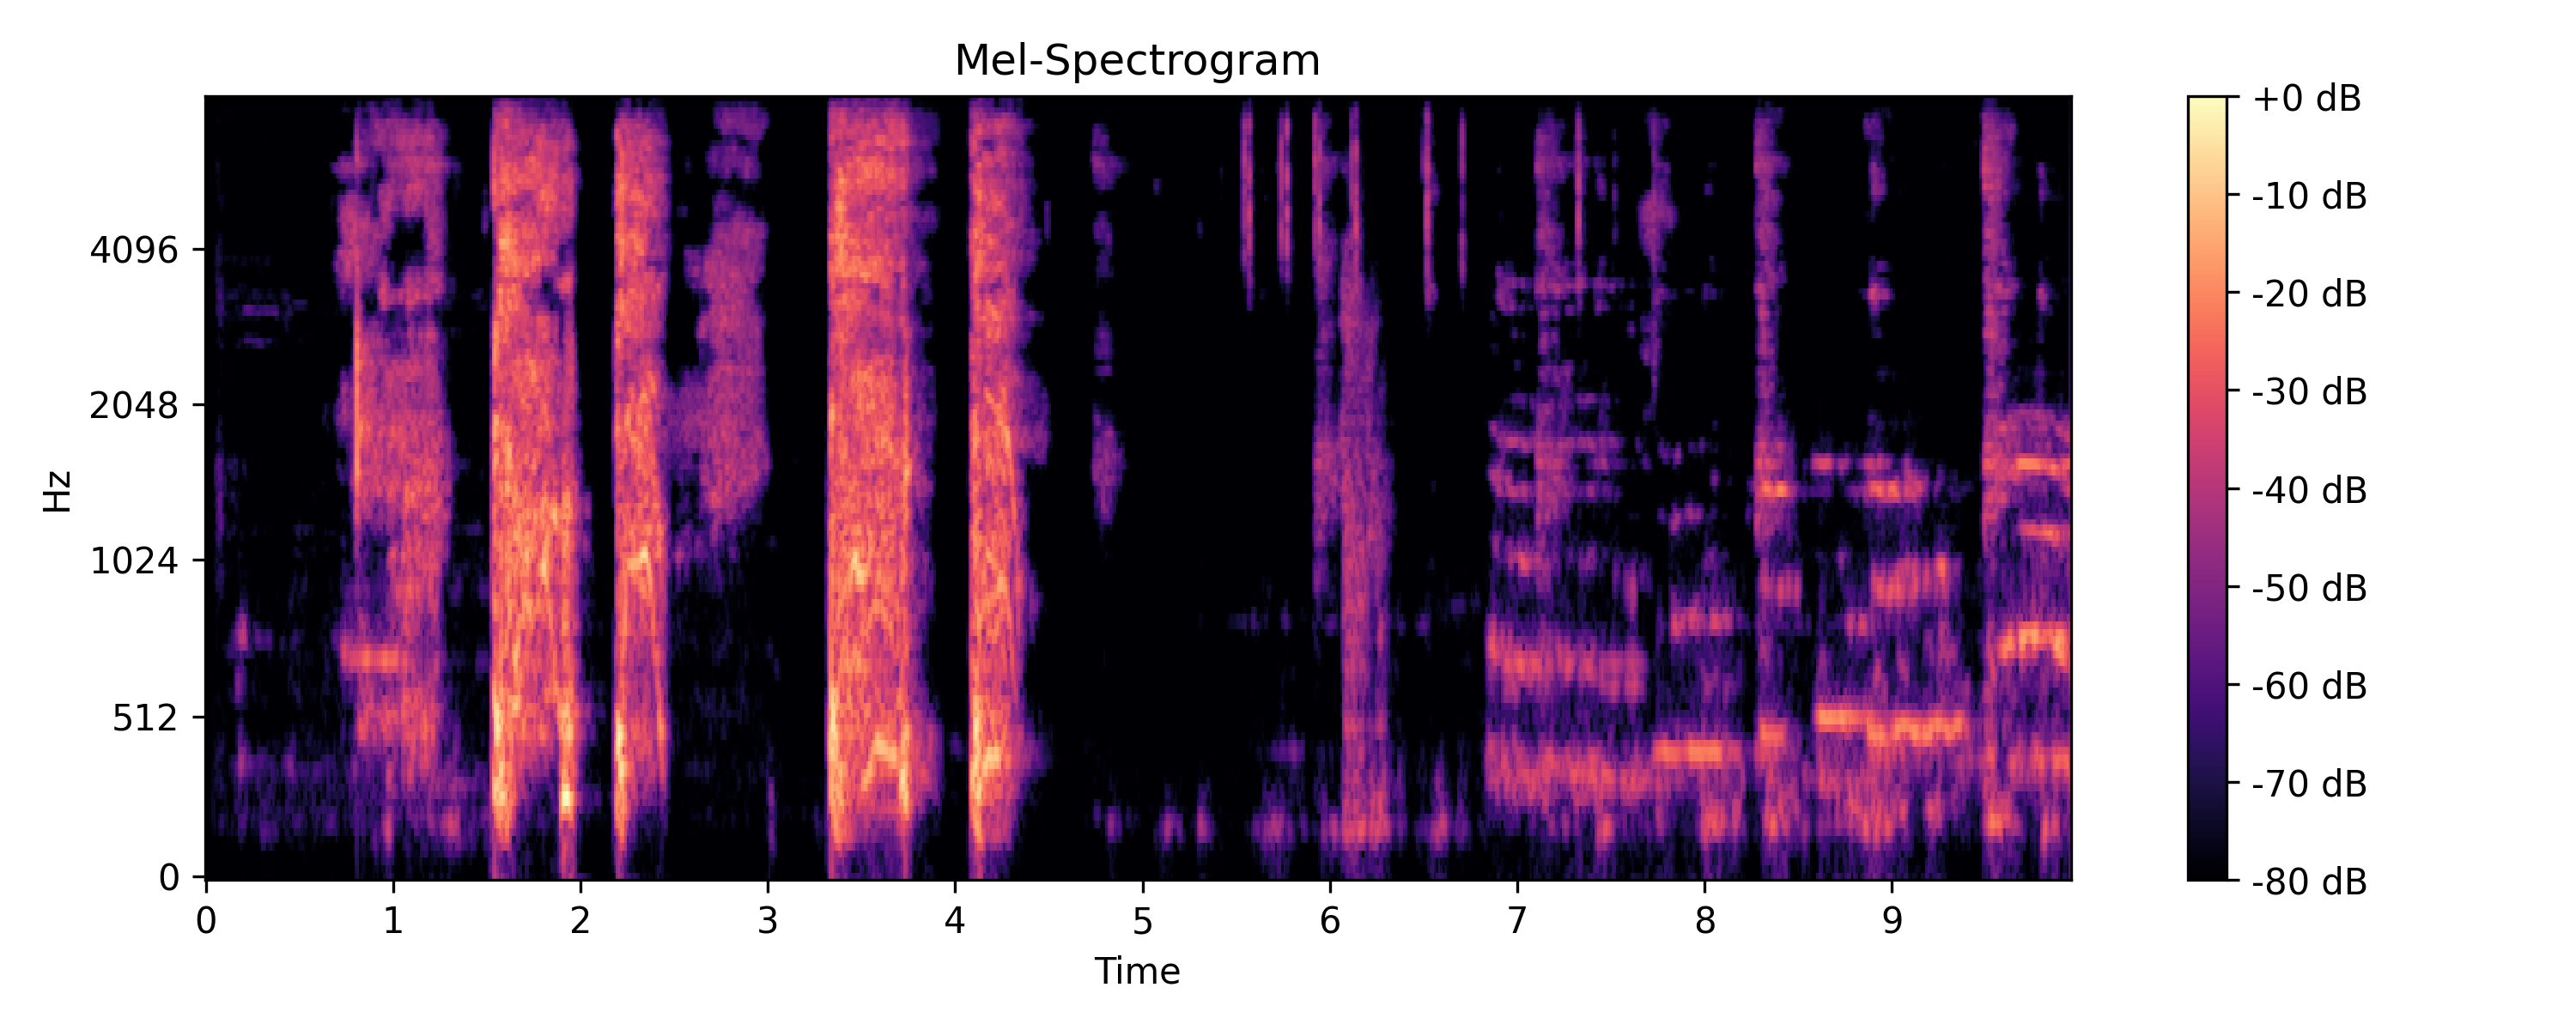 Mel-Spectrogram
+0 dB
-10 dB
-20 dB
-30 dB
-40 dB
-50 dB
-60 dB
-70 dB
-80 dB
Hz
4096
2048
1024
512
0
0 1 2 3 4 5 6 7 8 9
Time